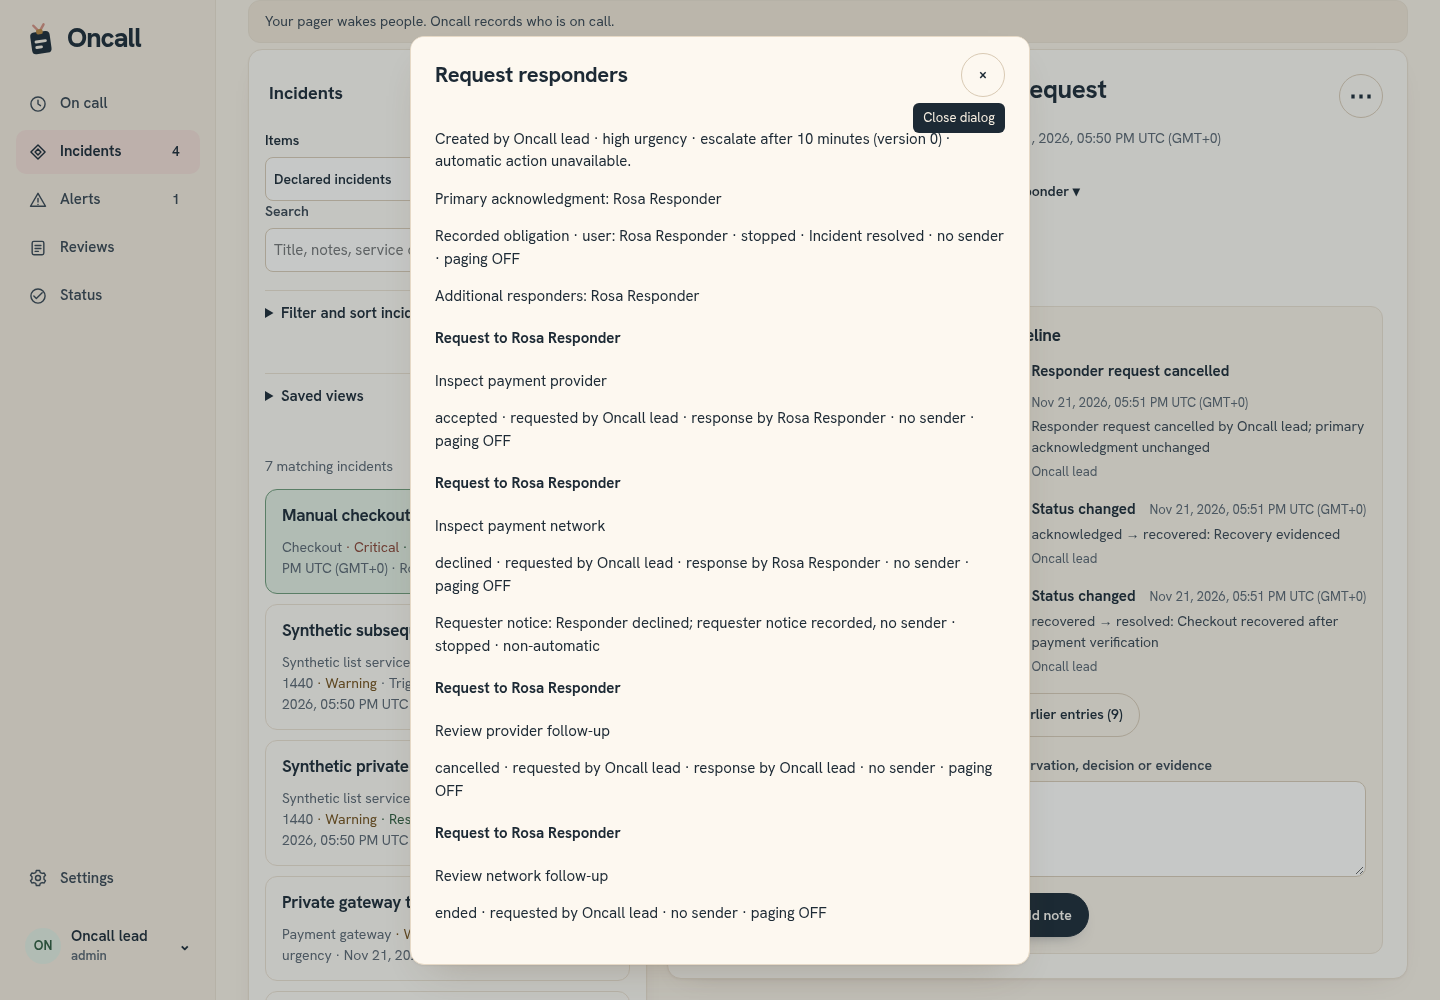 Oncall
On call
Incidents 4
Alerts 1
Reviews
Status
Settings
ON
Oncall lead
admin
Your pager wakes people. Oncall records who is on call.
Incidents
Items
Declared incidents
Search
Title, notes, service
Filter and sort
Saved views
7 matching incidents
Manual checkout
Checkout · Critical ·
PM UTC (GMT+0) ·
Synthetic
Synthetic list service
1440 · Warning ·
2026, 05:50 PM UTC
Synthetic private
Synthetic list service
1440 · Warning ·
2026, 05:50 PM UTC
Private gateway
Payment gateway ·
urgency · Nov 21,
Request responders
×
Close dialog
Created by Oncall lead · high urgency · escalate after 10 minutes (version 0) ·
automatic action unavailable.
Primary acknowledgment: Rosa Responder
Recorded obligation · user: Rosa Responder · stopped · Incident resolved · no sender
· paging OFF
Additional responders: Rosa Responder
Request to Rosa Responder
Inspect payment provider
accepted · requested by Oncall lead · response by Rosa Responder · no sender ·
paging OFF
Request to Rosa Responder
Inspect payment network
declined · requested by Oncall lead · response by Rosa Responder · no sender ·
paging OFF
Requester notice: Responder declined; requester notice recorded, no sender ·
stopped · non-automatic
Request to Rosa Responder
Review provider follow-up
cancelled · requested by Oncall lead · response by Oncall lead · no sender · paging
OFF
Request to Rosa Responder
Review network follow-up
ended · requested by Oncall lead · no sender · paging OFF
equest
, 2026, 05:50 PM UTC (GMT+0)
ponder ▾
eline
Responder request cancelled
Nov 21, 2026, 05:51 PM UTC (GMT+0)
Responder request cancelled by Oncall lead; primary
acknowledgment unchanged
Oncall lead
Status changed Nov 21, 2026, 05:51 PM UTC (GMT+0)
acknowledged → recovered: Recovery evidenced
Oncall lead
Status changed Nov 21, 2026, 05:51 PM UTC (GMT+0)
recovered → resolved: Checkout recovered after
payment verification
Oncall lead
rlier entries (9)
rvation, decision or evidence
note